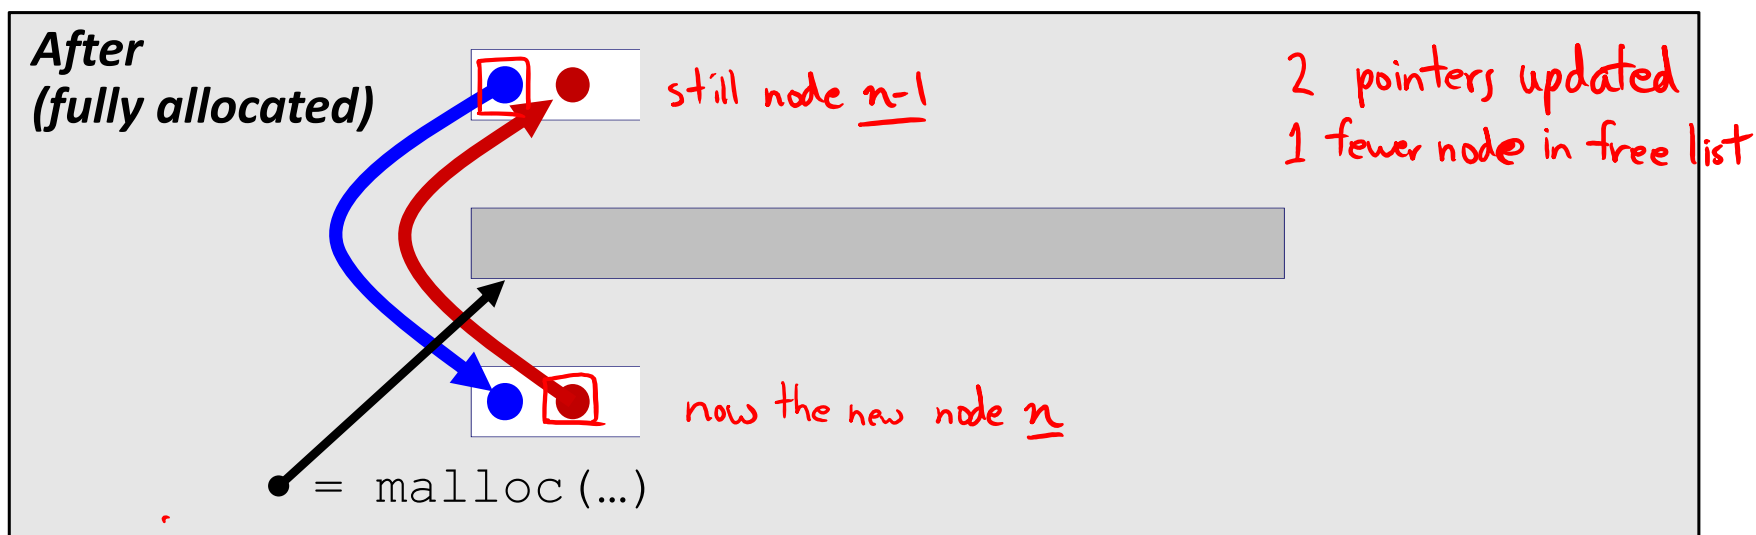 After
(fully allocated)
still node n-1
2 pointers updated
1 fewer node in free list
now the new node n
= malloc(…)